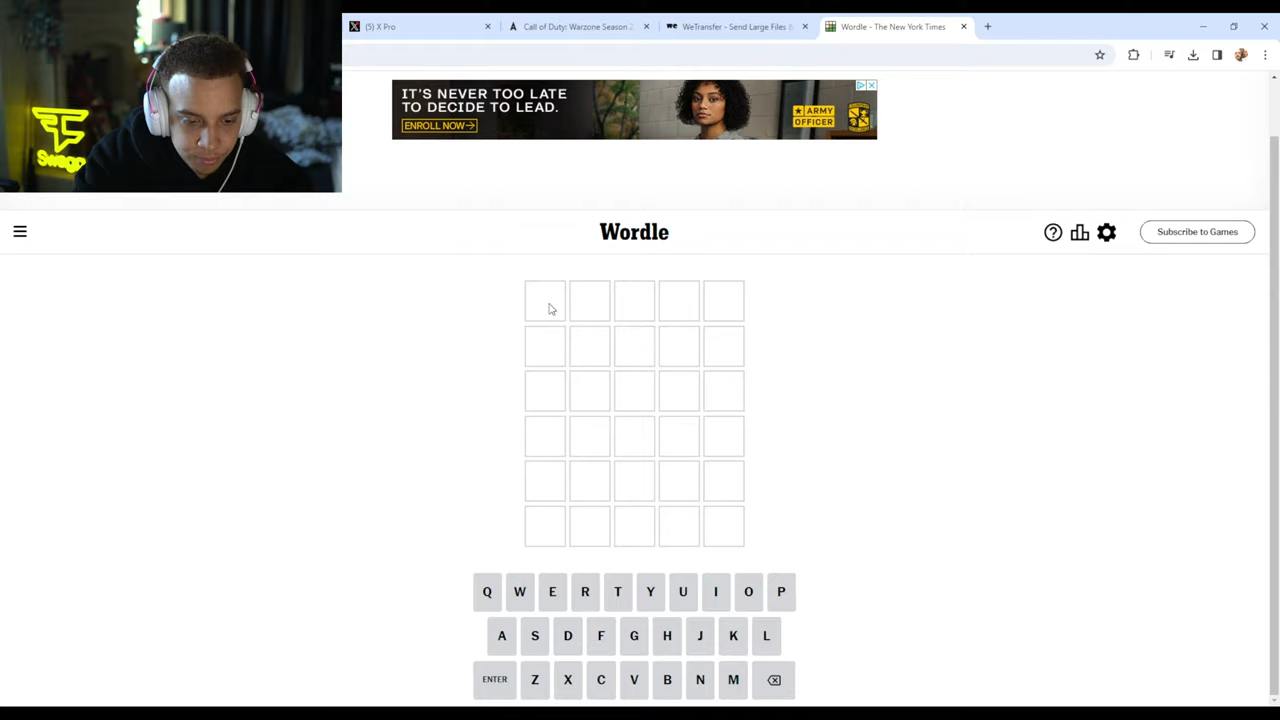 (5) X Pro
Call of Duty: Warzone Season 2
WeTransfer - Send Large Files &
Wordle - The New York Times
IT'S NEVER TOO LATE
TO DECIDE TO LEAD.
ENROLL NOW→
ARMY
OFFICER
Swagg
Wordle
Subscribe to Games
Q W E R T Y U I O P
A S D F G H J K L
ENTER Z X C V B N M